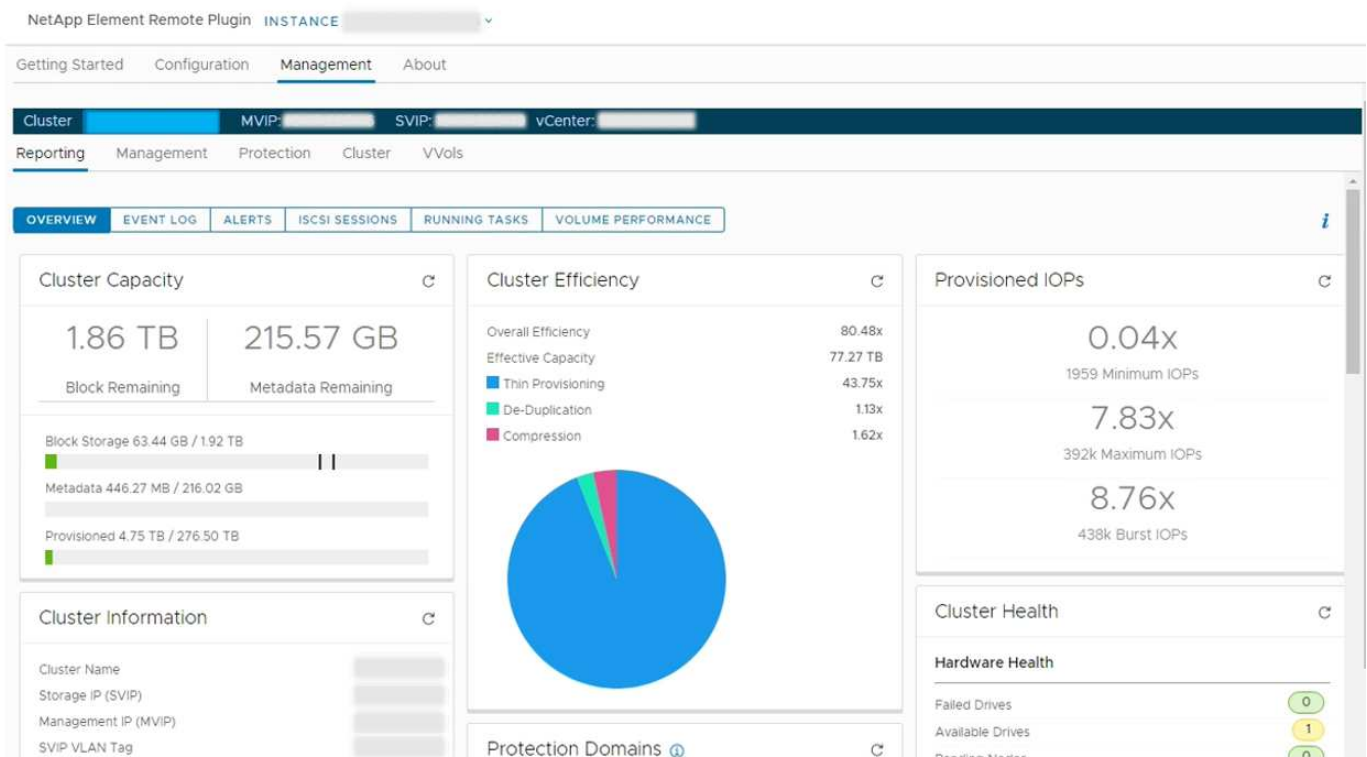 NetApp Element Remote Plugin INSTANCE
Getting Started Configuration Management About
Cluster MVIP: SVIP: vCenter:
Reporting Management Protection Cluster VVols
OVERVIEW EVENT LOG ALERTS ISCSI SESSIONS RUNNING TASKS VOLUME PERFORMANCE i
Cluster Capacity
1.86 TB 215.57 GB
Block Remaining Metadata Remaining
Block Storage 63.44 GB / 1.92 TB
Metadata 446.27 MB / 216.02 GB
Provisioned 4.75 TB / 276.50 TB
Cluster Efficiency
Overall Efficiency 80.48x
Effective Capacity 77.27 TB
Thin Provisioning 43.75x
De-Duplication 1.13x
Compression 1.62x
Provisioned IOPs
0.04x
1959 Minimum IOPs
7.83x
392k Maximum IOPs
8.76x
438k Burst IOPs
Cluster Information
Cluster Name
Storage IP (SVIP)
Management IP (MVIP)
SVIP VLAN Tag
Protection Domains
Cluster Health
Hardware Health
Failed Drives 0
Available Drives 1
Pending Nodes 0